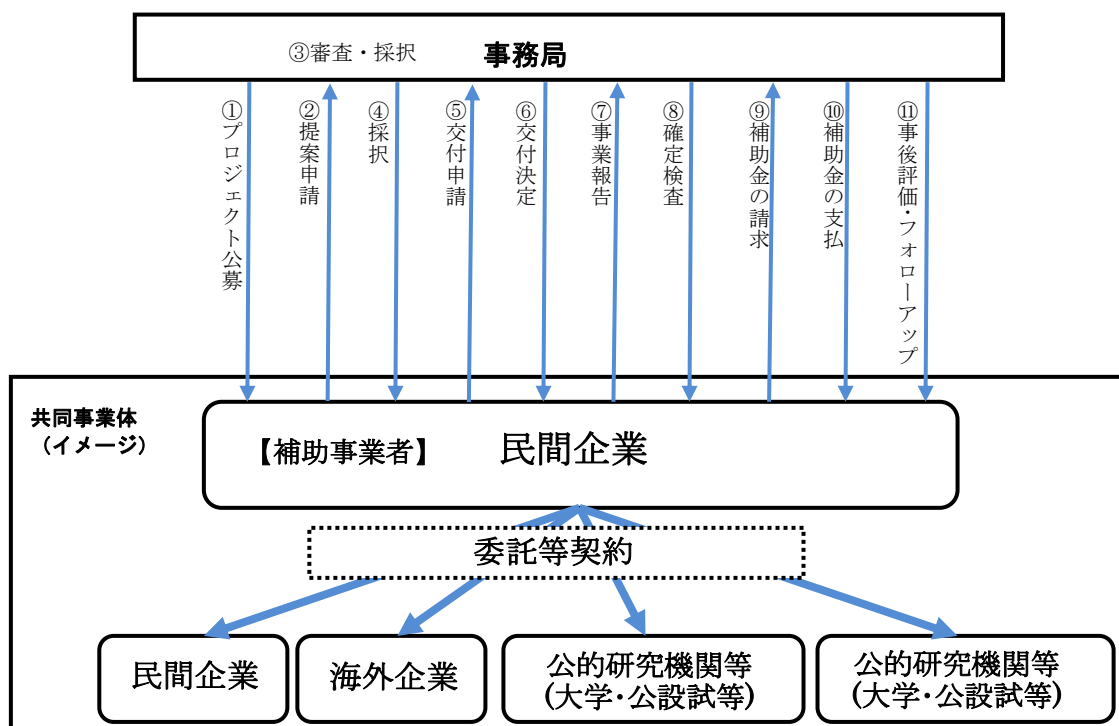 ③審査・採択
事務局
①プロジェクト公募
②提案申請
④採択
⑤交付申請
⑥交付決定
⑦事業報告
⑧確定検査
⑨補助金の請求
⑩補助金の支払
⑪事後評価・フォローアップ
共同事業体
（イメージ）
【補助事業者】 民間企業
委託等契約
民間企業
海外企業
公的研究機関等
(大学・公設試等)
公的研究機関等
(大学・公設試等)